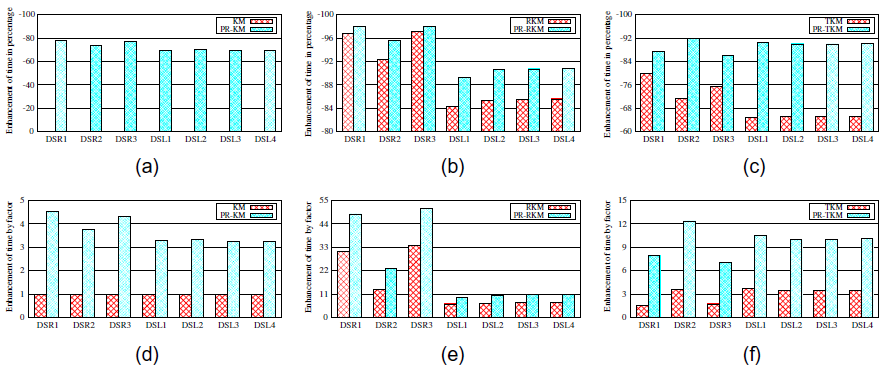 Enhancement of time in percentage
-100
-80
-60
-40
-20
0
KM
PR-KM
DSR1 DSR2 DSR3 DSL1 DSL2 DSL3 DSL4
(a)
Enhancement of time in percentage
-100
-96
-92
-88
-84
-80
RKM
PR-RKM
DSR1 DSR2 DSR3 DSL1 DSL2 DSL3 DSL4
(b)
Enhancement of time in percentage
-100
-92
-84
-76
-68
-60
TKM
PR-TKM
DSR1 DSR2 DSR3 DSL1 DSL2 DSL3 DSL4
(c)
Enhancement of time by factor
5
4
3
2
1
0
KM
PR-KM
DSR1 DSR2 DSR3 DSL1 DSL2 DSL3 DSL4
(d)
Enhancement of time by factor
55
44
33
22
11
0
RKM
PR-RKM
DSR1 DSR2 DSR3 DSL1 DSL2 DSL3 DSL4
(e)
Enhancement of time by factor
15
12
9
6
3
0
TKM
PR-TKM
DSR1 DSR2 DSR3 DSL1 DSL2 DSL3 DSL4
(f)